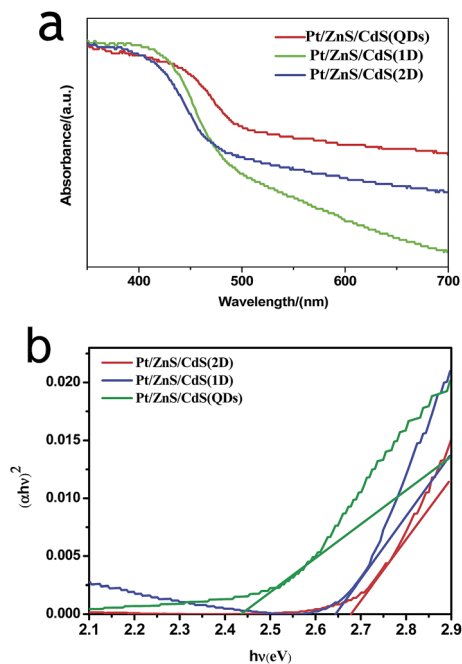 a
Pt/ZnS/CdS(QDs)
Pt/ZnS/CdS(1D)
Pt/ZnS/CdS(2D)
Absorbance/(a.u.)
400 500 600 700
Wavelength/(nm)
b
Pt/ZnS/CdS(2D)
Pt/ZnS/CdS(1D)
Pt/ZnS/CdS(QDs)
(αhν)²
0.020
0.015
0.010
0.005
0.000
2.1 2.2 2.3 2.4 2.5 2.6 2.7 2.8 2.9
hν(eV)